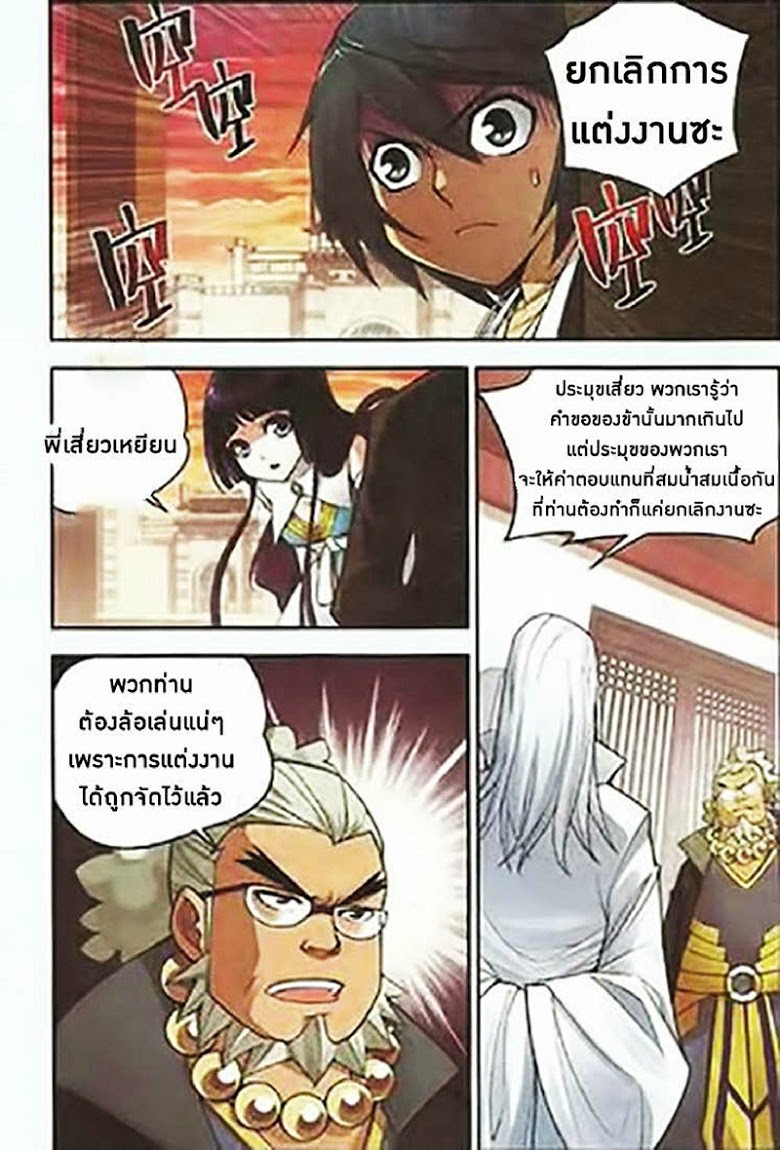 ยกเลิกการ
แต่งงานซะ
咚
咚
咚
咚
咚
พี่เสี่ยวเหยียน
ประมุขเสี่ยว พวกเรารู้ว่า
คำขอของข้านั้นมากเกินไป
แต่ประมุขของพวกเรา
จะให้ค่าตอบแทนที่สมน้ำสมเนื้อกัน
ที่ท่านต้องทำก็แค่ยกเลิกงานซะ
พวกท่าน
ต้องล้อเล่นแน่ๆ
เพราะการแต่งงาน
ได้ถูกจัดไว้แล้ว